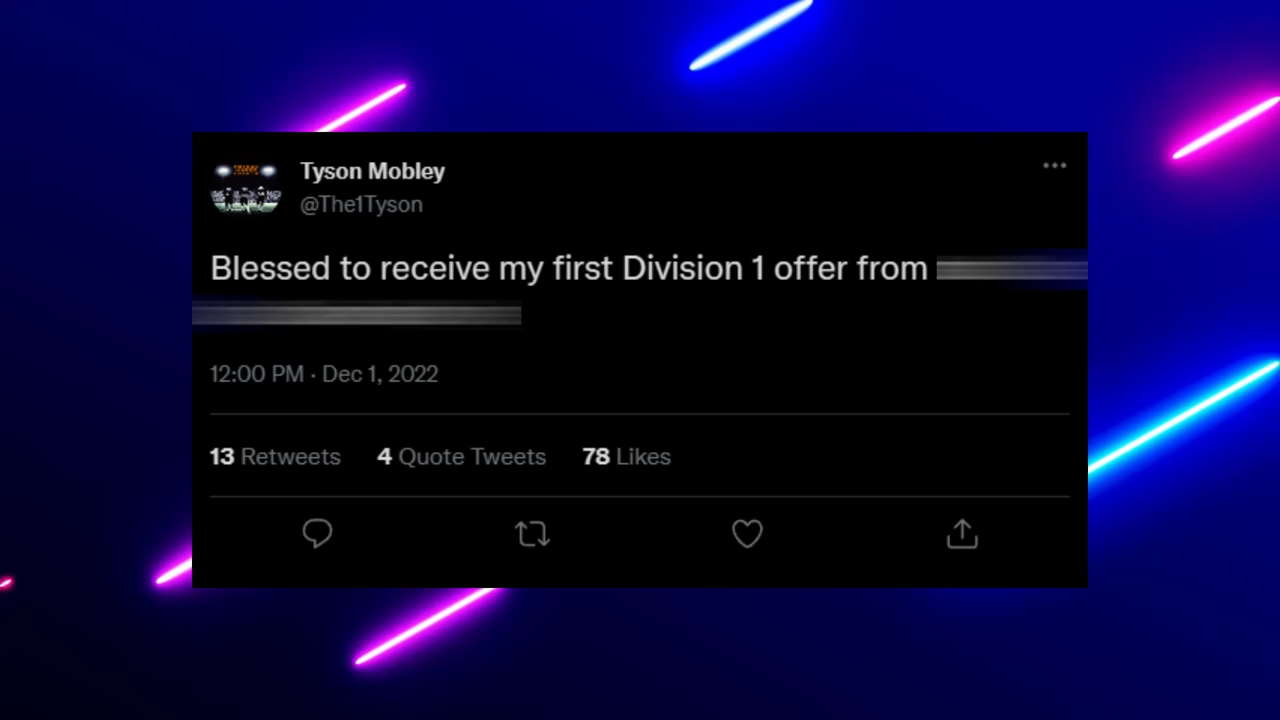 Tyson Mobley
@The1Tyson
Blessed to receive my first Division 1 offer from
12:00 PM · Dec 1, 2022
13 Retweets 4 Quote Tweets 78 Likes